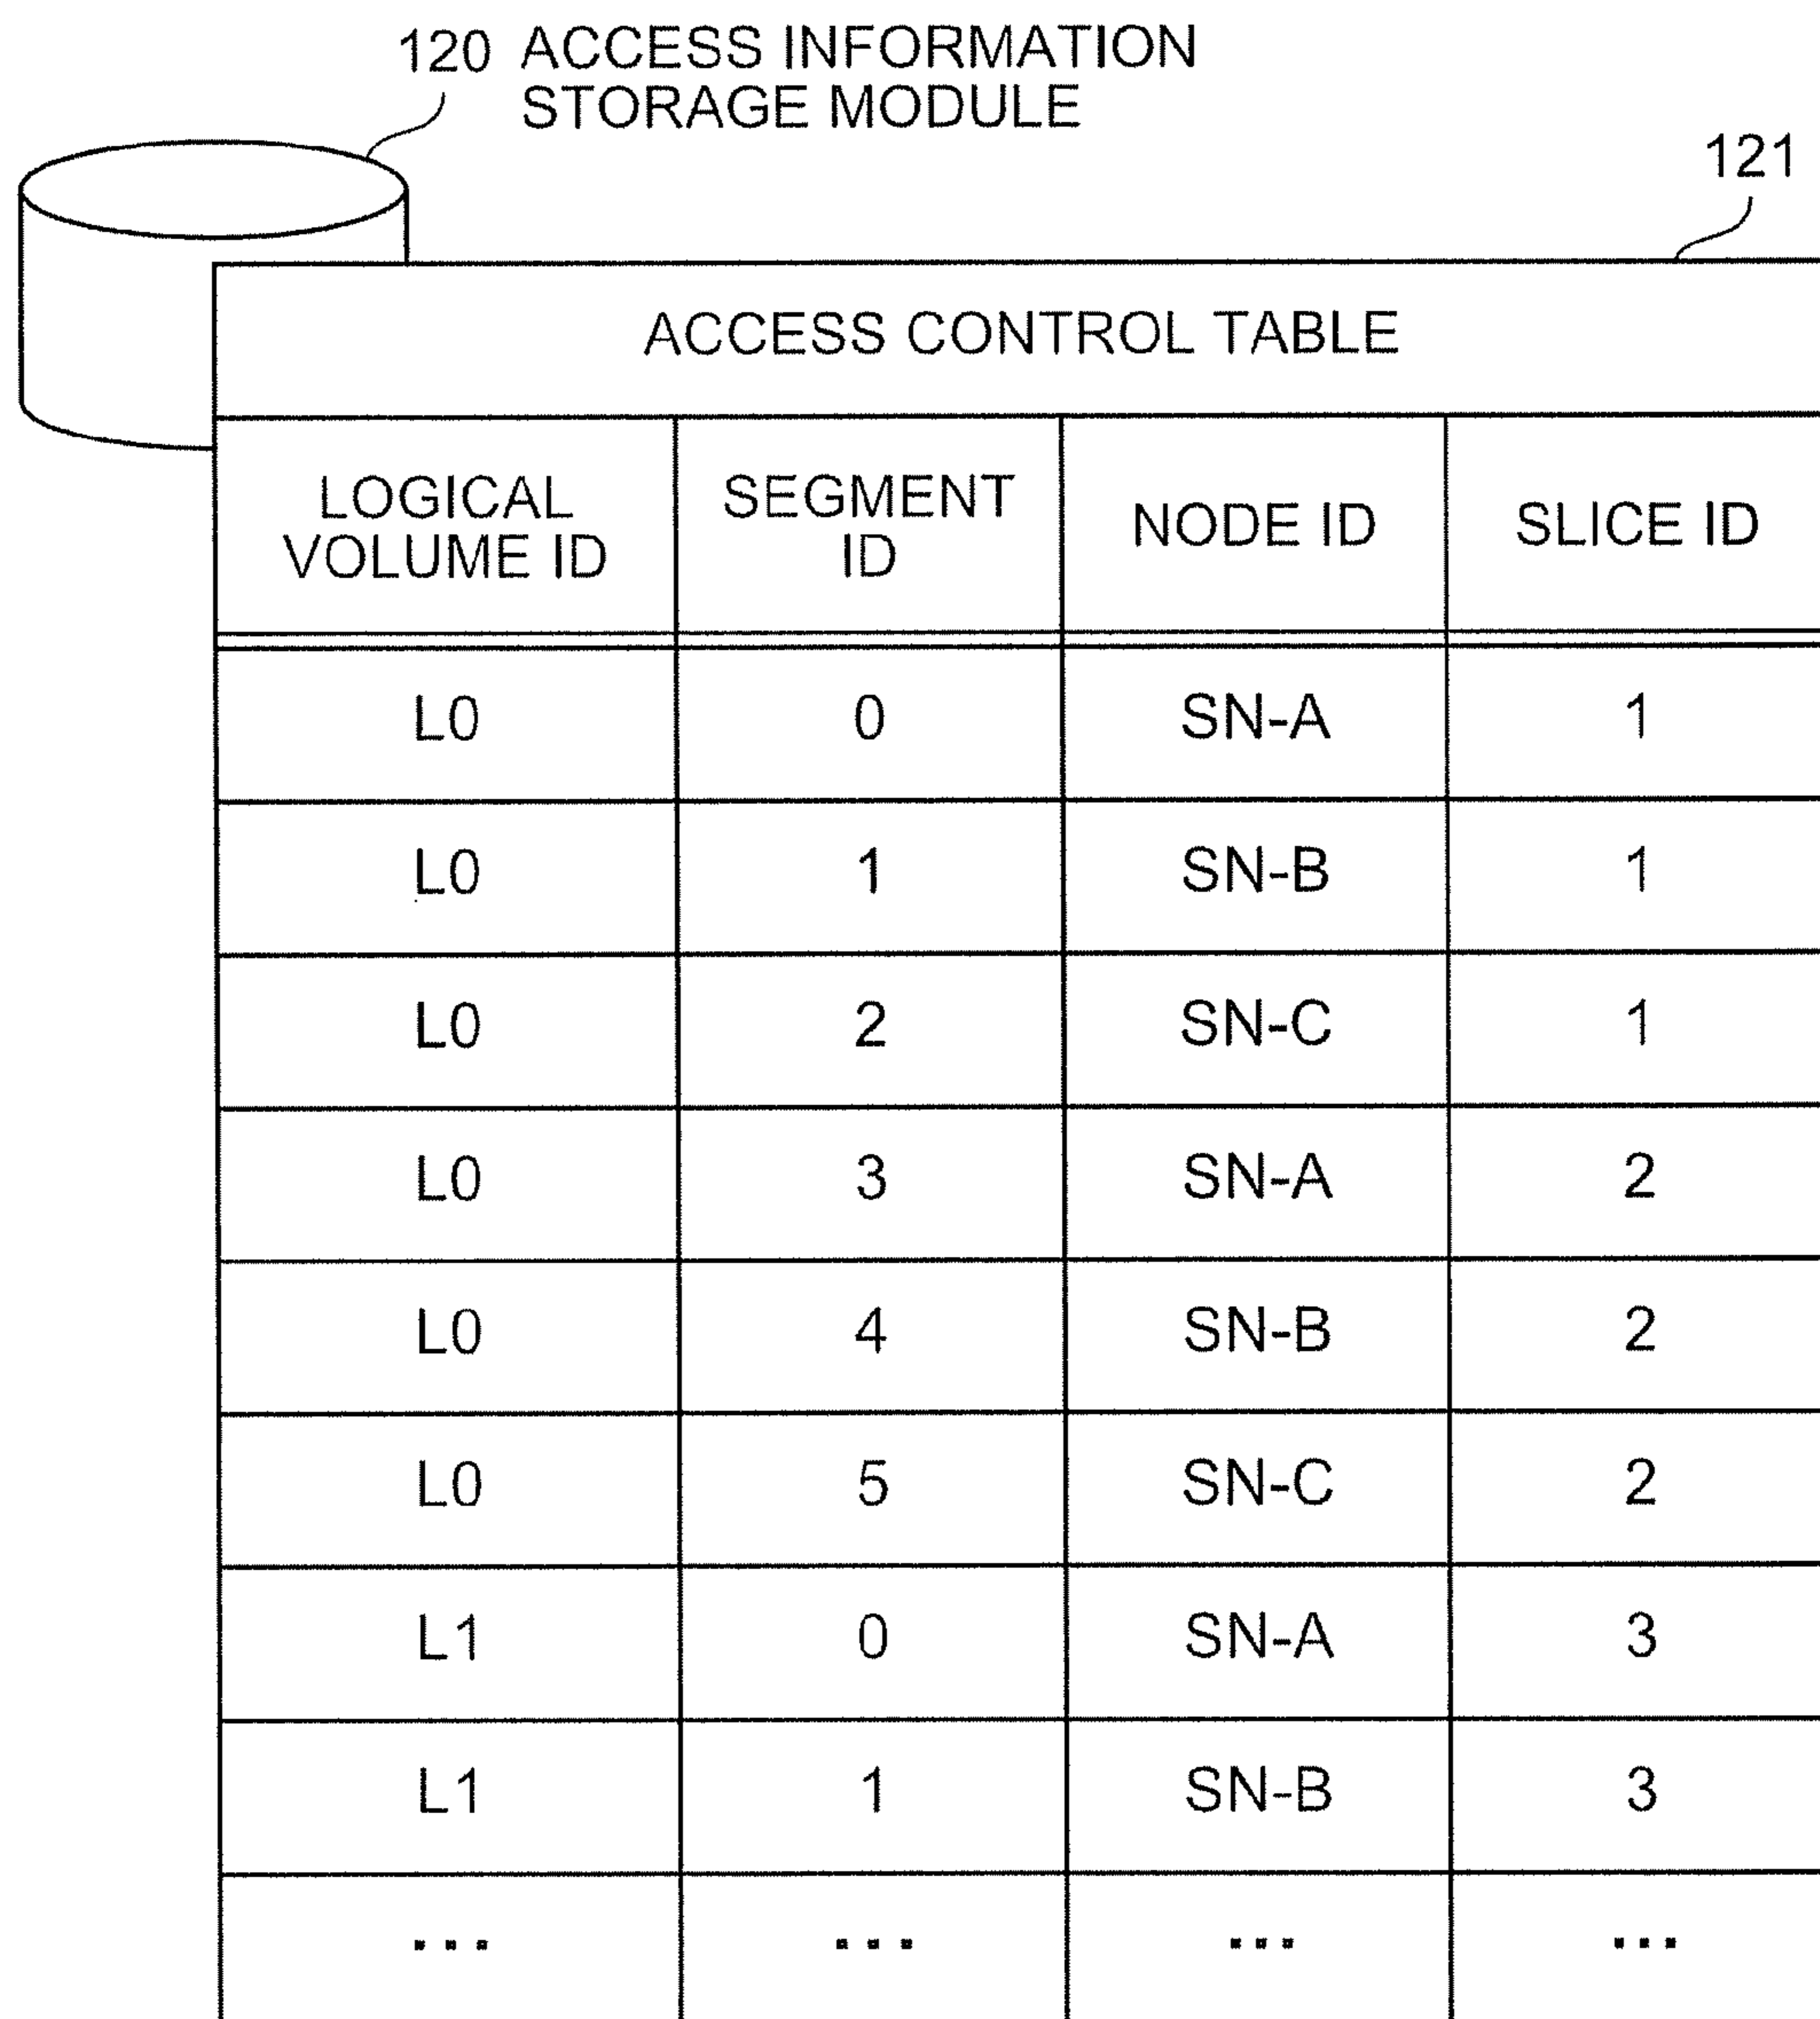 120 ACCESS INFORMATION
STORAGE MODULE
121
ACCESS CONTROL TABLE
LOGICAL VOLUME ID SEGMENT ID NODE ID SLICE ID
L0 0 SN-A 1
L0 1 SN-B 1
L0 2 SN-C 1
L0 3 SN-A 2
L0 4 SN-B 2
L0 5 SN-C 2
L1 0 SN-A 3
L1 1 SN-B 3
... ... ... ...